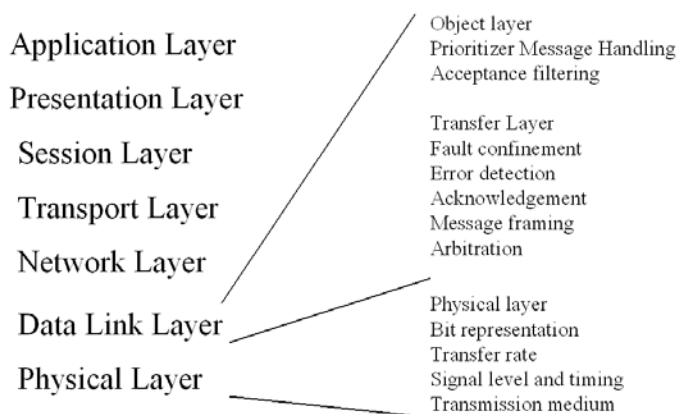 Application Layer
Presentation Layer
Session Layer
Transport Layer
Network Layer
Data Link Layer
Physical Layer
Object layer
Prioritizer Message Handling
Acceptance filtering
Transfer Layer
Fault confinement
Error detection
Acknowledgement
Message framing
Arbitration
Physical layer
Bit representation
Transfer rate
Signal level and timing
Transmission medium